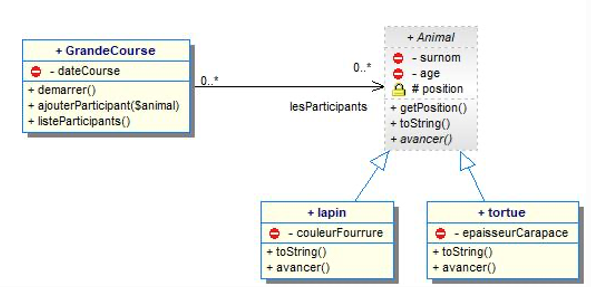 + GrandeCourse
- dateCourse
+ demarrer()
+ ajouterParticipant($animal)
+ listeParticipants()
0..*
0..*
lesParticipants
+ Animal
- surnom
- age
# position
+ getPosition()
+ toString()
+ avancer()
+ lapin
- couleurFourrure
+ toString()
+ avancer()
+ tortue
- epaisseurCarapace
+ toString()
+ avancer()